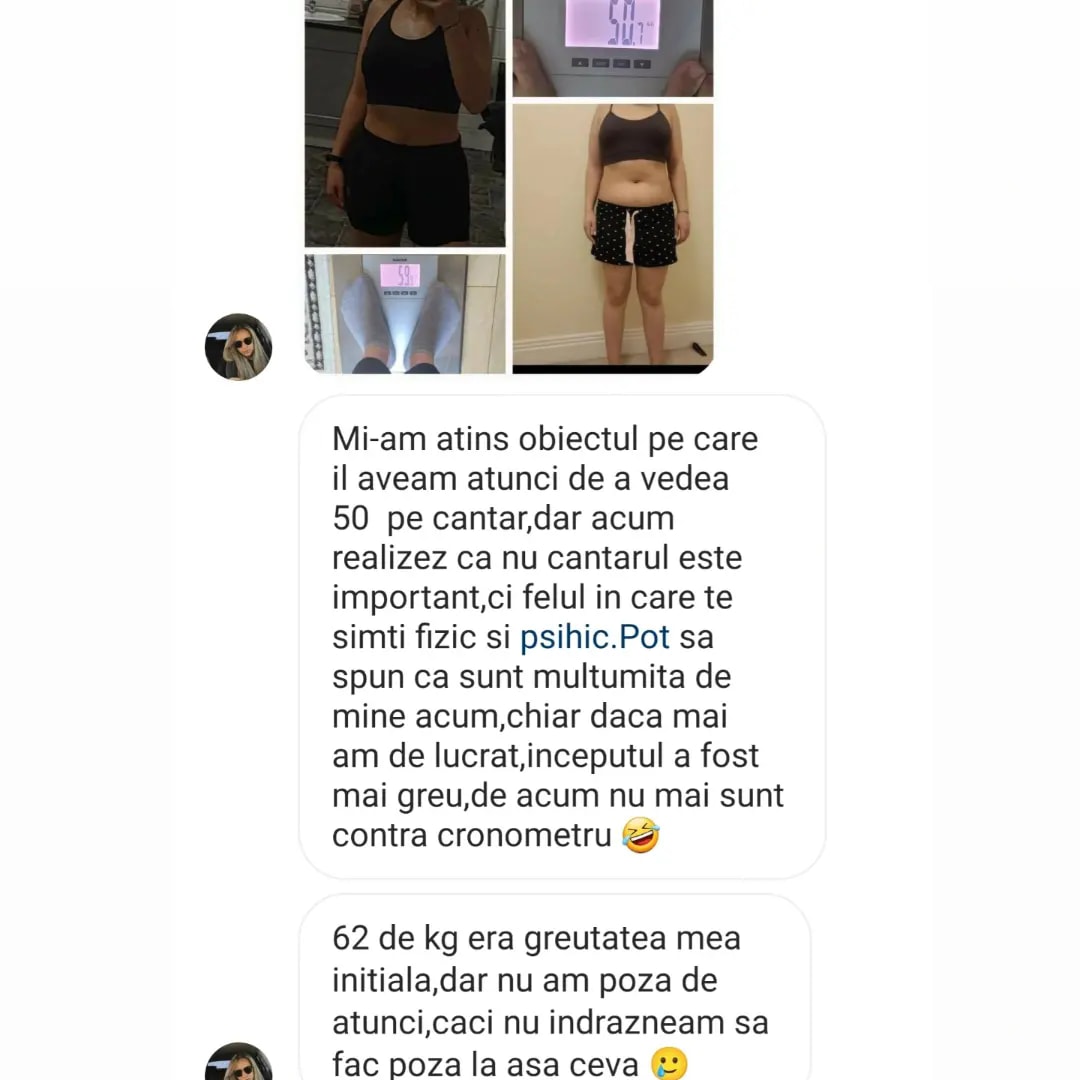 50.7
59
Mi-am atins obiectul pe care
il aveam atunci de a vedea
50  pe cantar,dar acum
realizez ca nu cantarul este
important,ci felul in care te
simti fizic si psihic.Pot sa
spun ca sunt multumita de
mine acum,chiar daca mai
am de lucrat,inceputul a fost
mai greu,de acum nu mai sunt
contra cronometru 🤣
62 de kg era greutatea mea
initiala,dar nu am poza de
atunci,caci nu indrazneam sa
fac poza la asa ceva 🥲